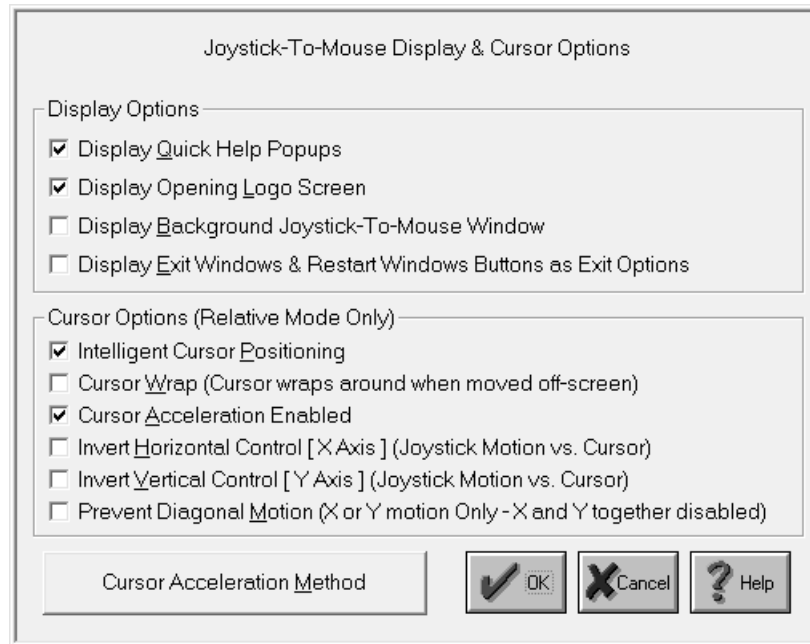 Joystick-To-Mouse Display & Cursor Options
Display Options
Display Quick Help Popups
Display Opening Logo Screen
Display Background Joystick-To-Mouse Window
Display Exit Windows & Restart Windows Buttons as Exit Options
Cursor Options (Relative Mode Only)
Intelligent Cursor Positioning
Cursor Wrap (Cursor wraps around when moved off-screen)
Cursor Acceleration Enabled
Invert Horizontal Control [ X Axis ] (Joystick Motion vs. Cursor)
Invert Vertical Control [ Y Axis ] (Joystick Motion vs. Cursor)
Prevent Diagonal Motion (X or Y motion Only - X and Y together disabled)
Cursor Acceleration Method
OK
Cancel
Help